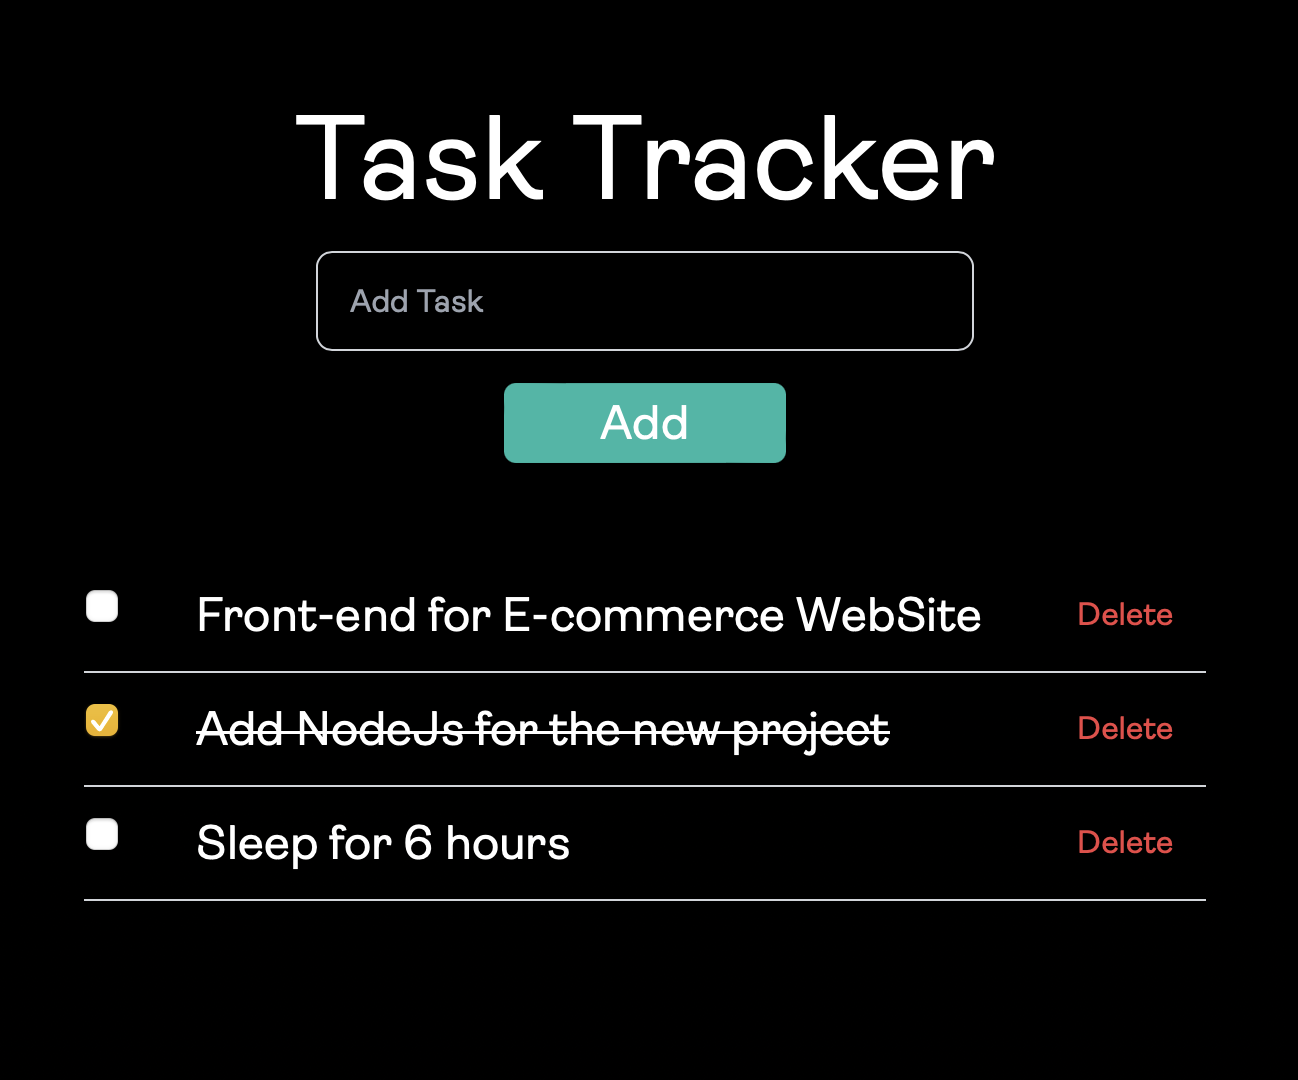 Task Tracker
Add Task
Add
Front-end for E-commerce WebSite Delete
Add NodeJs for the new project Delete
Sleep for 6 hours Delete